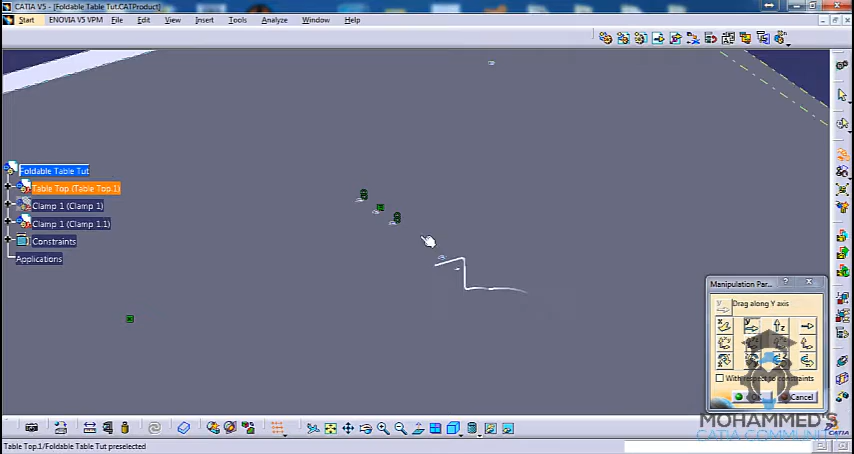 CATIA V5 - [Foldable Table Tut.CATProduct]
Start ENOVIA V5 VPM File Edit View Insert Tools Analyze Window Help
Foldable Table Tut
Table Top (Table Top.1)
Clamp 1 (Clamp 1)
Clamp 1 (Clamp 1.1)
Constraints
Applications
Manipulation Par...
Drag along Y axis
With respect to constraints
OK Cancel
MOHAMMED'S
CATIA COMMUNITY
Table Top.1/Foldable Table Tut preselected